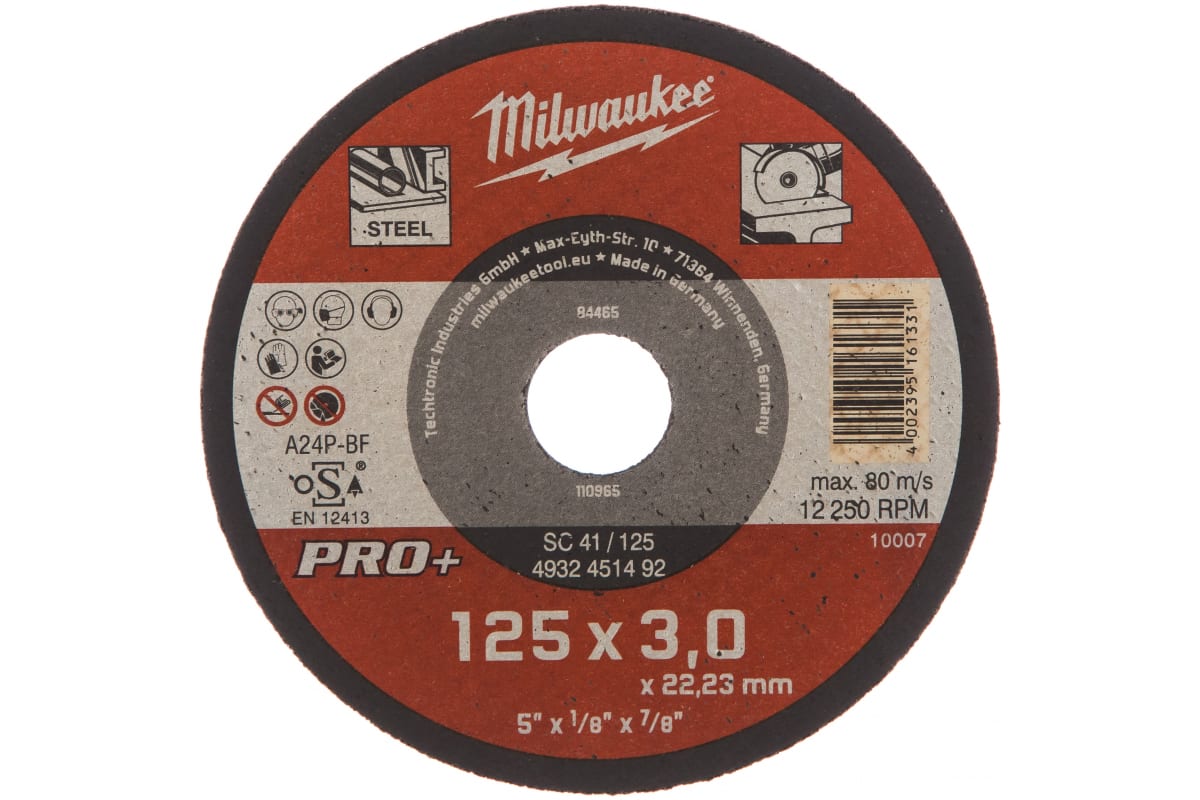 Milwaukee®
STEEL
Techtronic Industries GmbH ★ Max-Eyth-Str. 10 ★ 71364 Winnenden, Germany
milwaukeetool.eu ★ Made in Germany
84465
4 002395 161331
A24P-BF
oSA®
EN 12413
110965
max. 80 m/s
12 250 RPM
10007
PRO+
SC 41 / 125
4932 4514 92
125 x 3,0
x 22,23 mm
5" x 1/8" x 7/8"